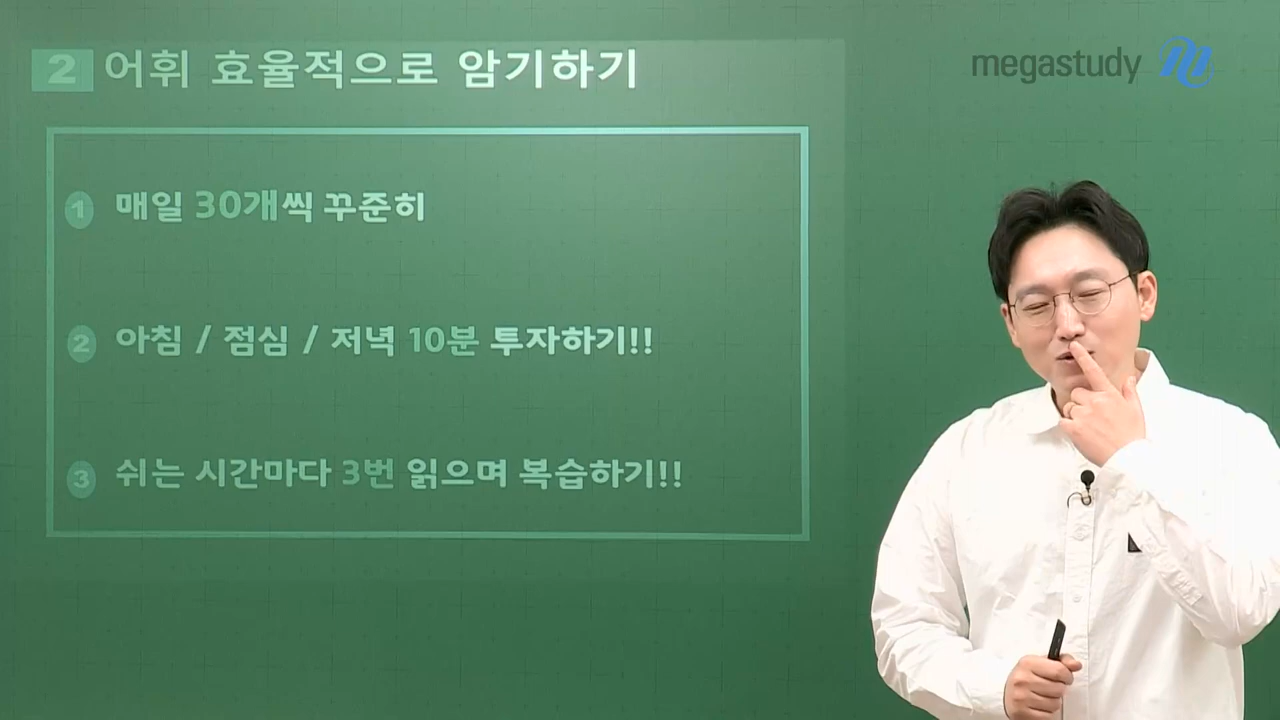 2 어휘 효율적으로 암기하기
megastudy
1 매일 30개씩 꾸준히
2 아침 / 점심 / 저녁 10분 투자하기!!
3 쉬는 시간마다 3번 읽으며 복습하기!!